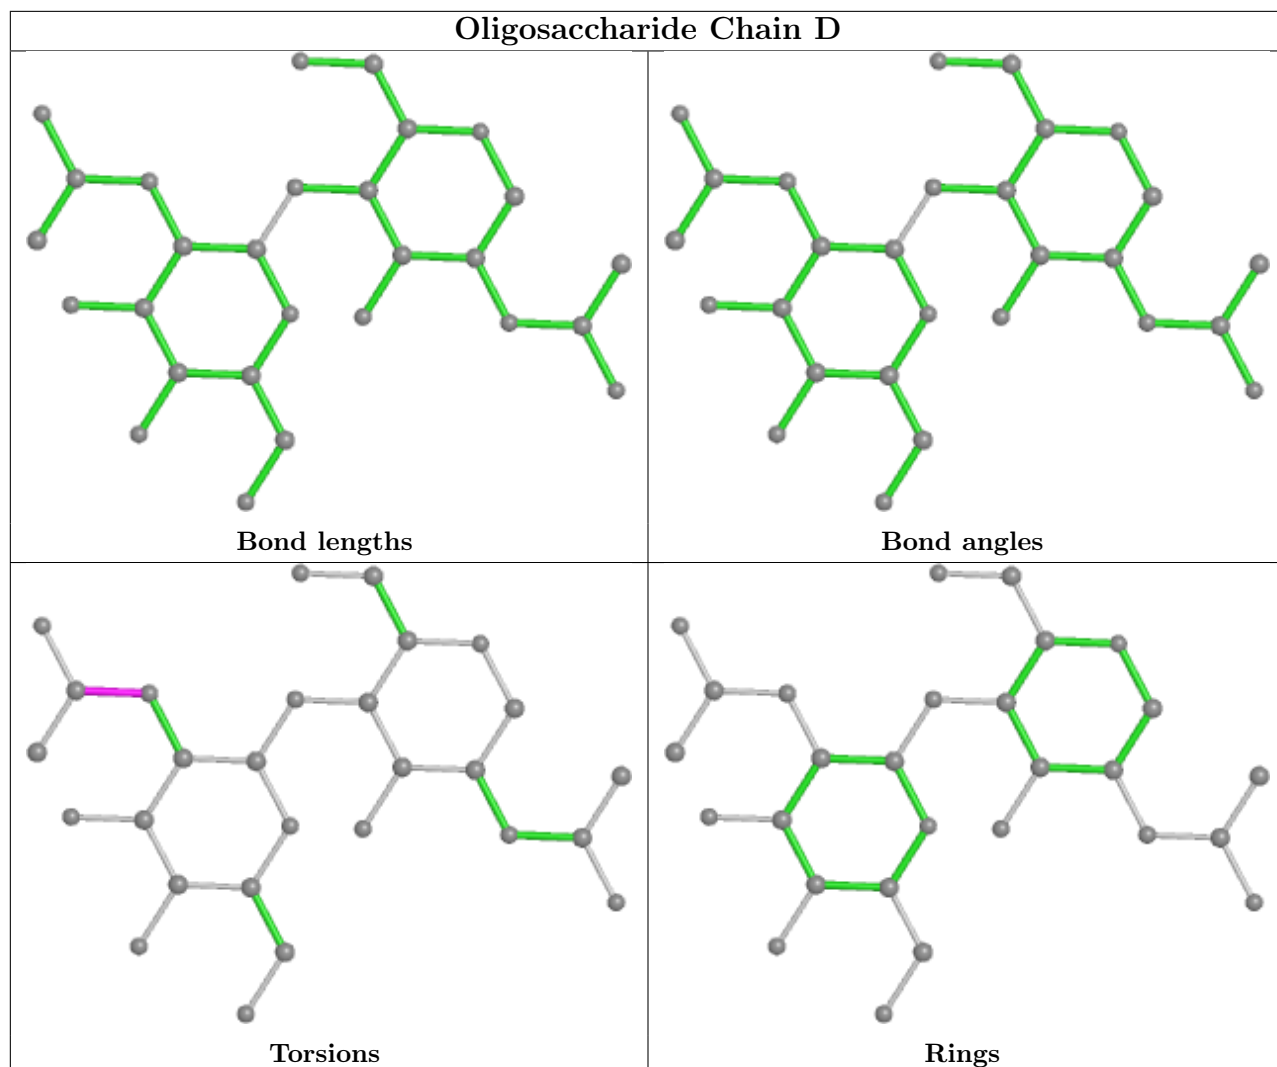 Oligosaccharide Chain D
Bond lengths
Bond angles
Torsions
Rings